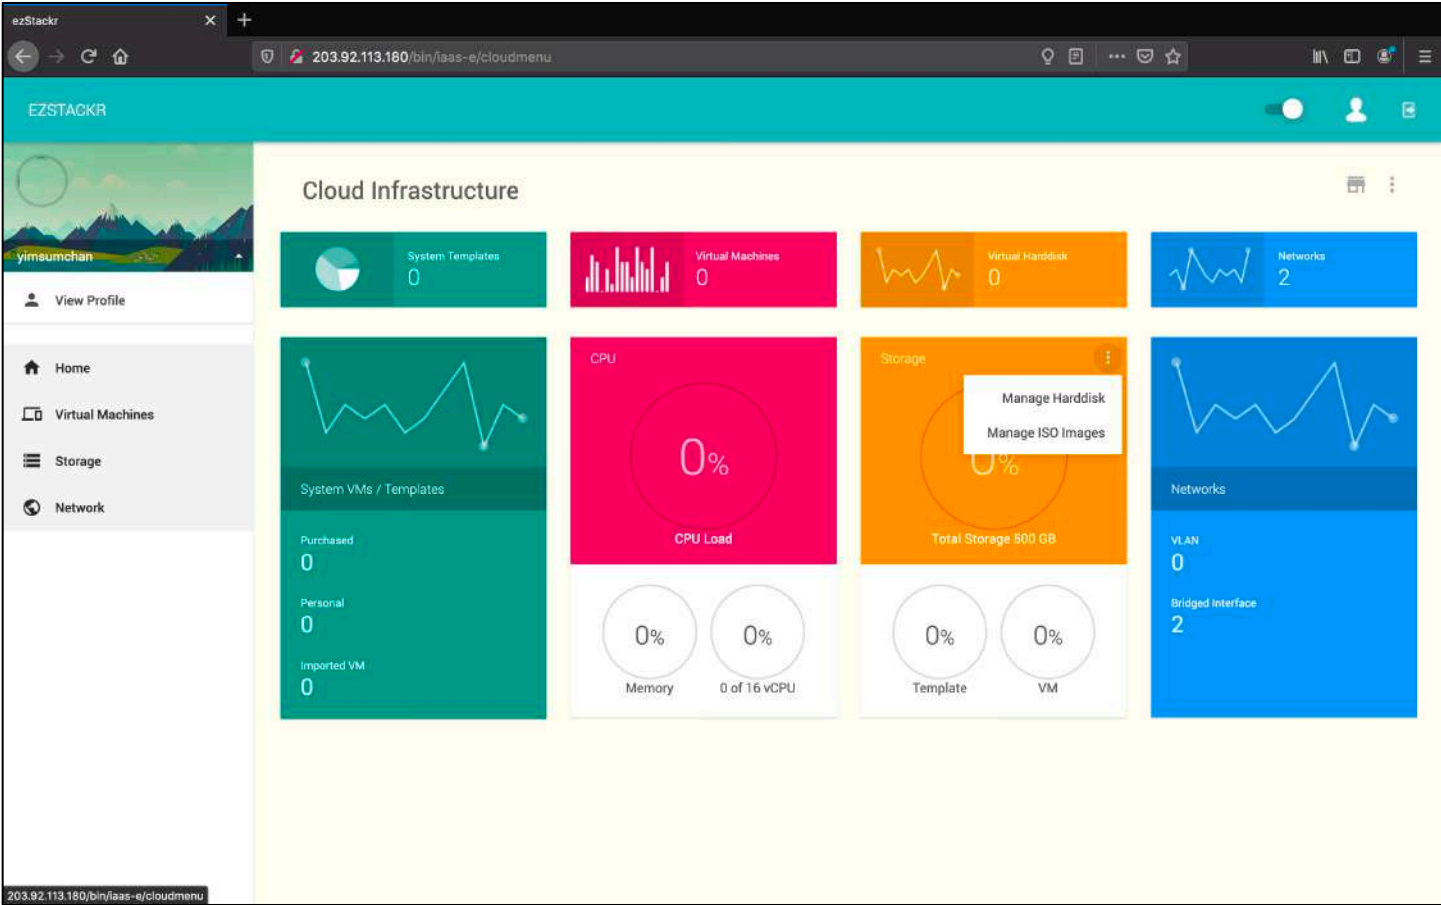 ezStackr
203.92.113.180/bin/iaas-e/cloudmenu
EZSTACKR
yimsumchan
View Profile
Home
Virtual Machines
Storage
Network
Cloud Infrastructure
System Templates
0
Virtual Machines
0
Virtual Harddisk
0
Networks
2
System VMs / Templates
Purchased
0
Personal
0
Imported VM
0
CPU
0%
CPU Load
0%
Memory
0%
0 of 16 vCPU
Storage
Manage Harddisk
Manage ISO Images
0%
Total Storage 500 GB
0%
Template
0%
VM
Networks
VLAN
0
Bridged Interface
2
203.92.113.180/bin/iaas-e/cloudmenu